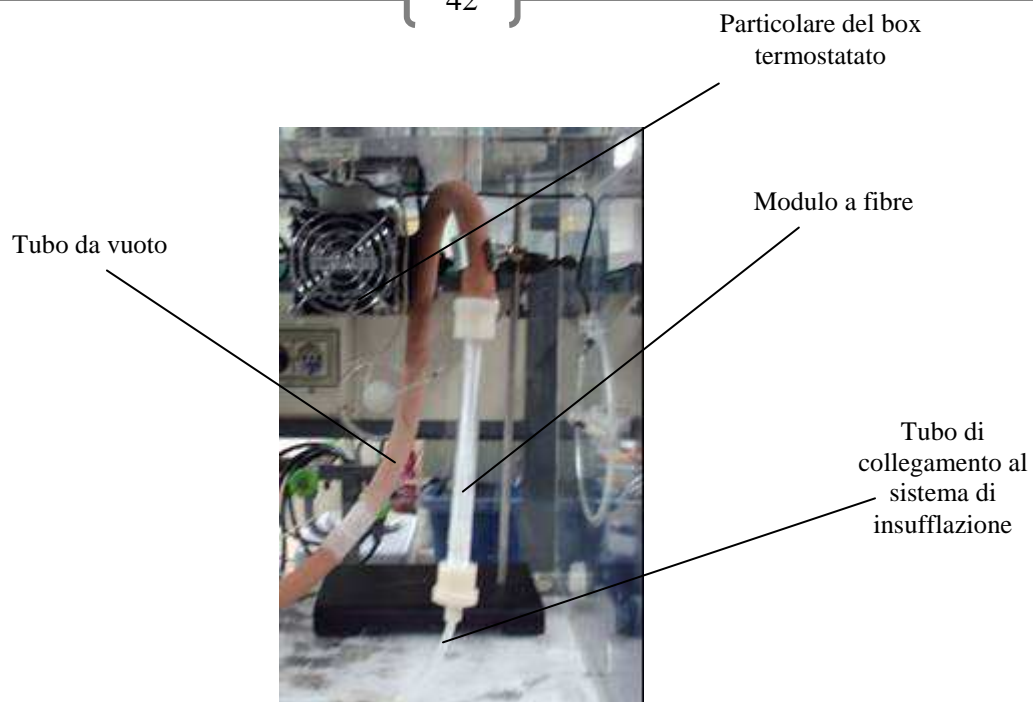 42
Particolare del box
termostatato
Modulo a fibre
Tubo da vuoto
Tubo di
collegamento al
sistema di
insufflazione